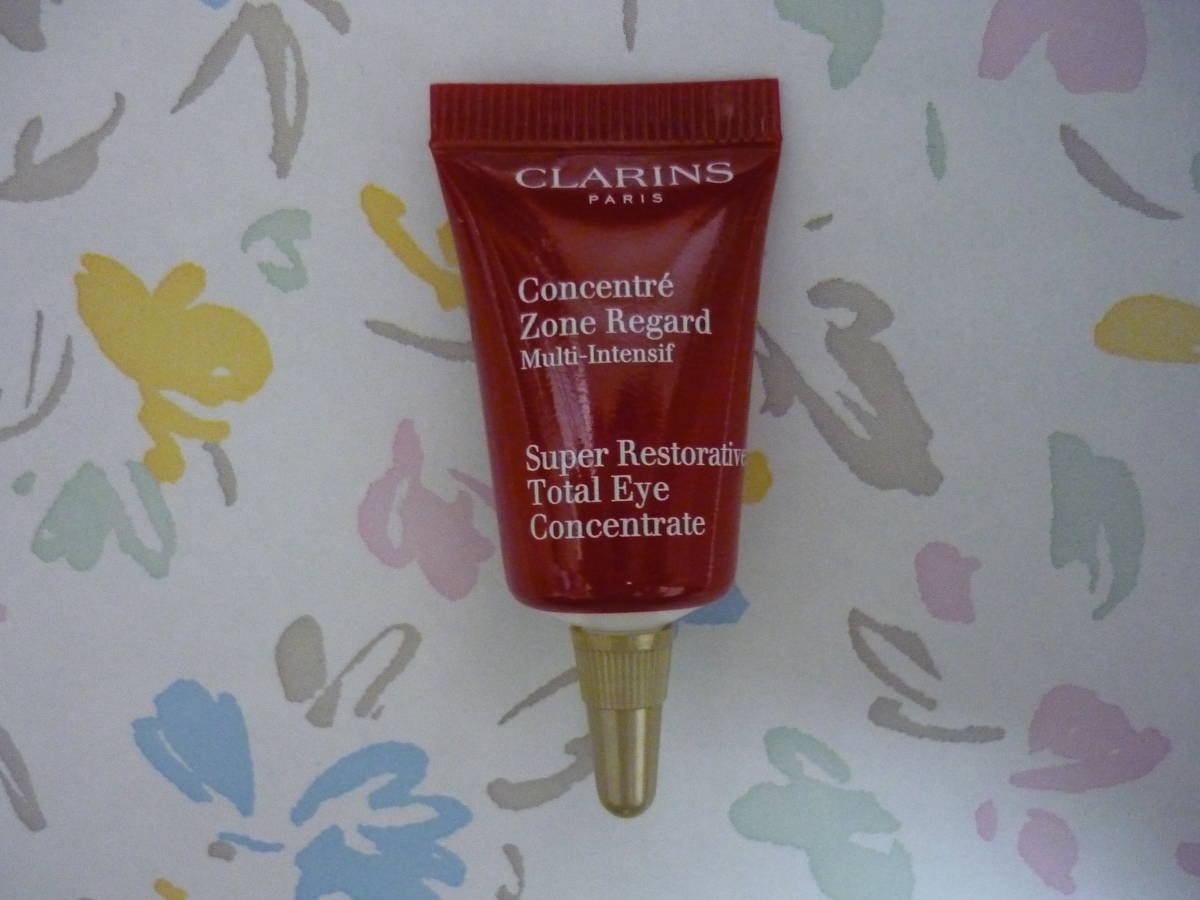 CLARINS
PARIS
Concentré
Zone Regard
Multi-Intensif
Super Restorative
Total Eye
Concentrate